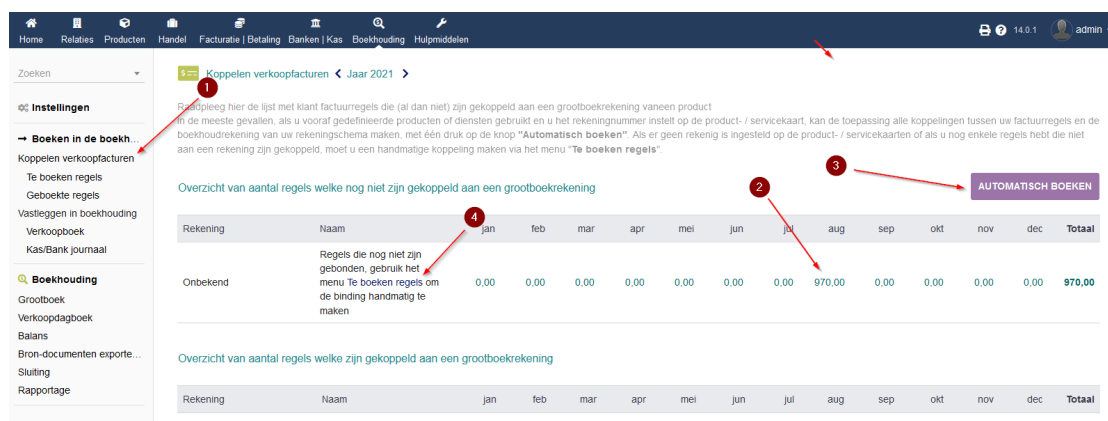 Home Relaties Producten Handel Facturatie | Betaling Banken | Kas Boekhouding Hulpmiddelen
14.0.1 admin
Zoeken
Instellingen
→ Boeken in de boekh...
Koppelen verkoopfacturen
Te boeken regels
Geboekte regels
Vastleggen in boekhouding
Verkoopboek
Kas/Bank journaal
Boekhouding
Grootboek
Verkoopdagboek
Balans
Bron-documenten exporte...
Sluiting
Rapportage
Koppelen verkoopfacturen < Jaar 2021 >
1
Raadpleeg hier de lijst met klant factuurregels die (al dan niet) zijn gekoppeld aan een grootboekrekening vaneen product
In de meeste gevallen, als u vooraf gedefinieerde producten of diensten gebruikt en u het rekeningnummer instelt op de product- / servicekaart, kan de toepassing alle koppelingen tussen uw factuurregels en de
boekhoudrekening van uw rekeningschema maken, met één druk op de knop "Automatisch boeken". Als er geen rekenig is ingesteld op de product- / servicekaarten of als u nog enkele regels hebt die niet
aan een rekening zijn gekoppeld, moet u een handmatige koppeling maken via het menu "Te boeken regels".
3
Overzicht van aantal regels welke nog niet zijn gekoppeld aan een grootboekrekening
2
AUTOMATISCH BOEKEN
4
Rekening Naam jan feb mar apr mei jun jul aug sep okt nov dec Totaal
Onbekend
Regels die nog niet zijn
gebonden, gebruik het
menu Te boeken regels om
de binding handmatig te
maken
0,00 0,00 0,00 0,00 0,00 0,00 0,00 970,00 0,00 0,00 0,00 0,00 970,00
Overzicht van aantal regels welke zijn gekoppeld aan een grootboekrekening
Rekening Naam jan feb mar apr mei jun jul aug sep okt nov dec Totaal